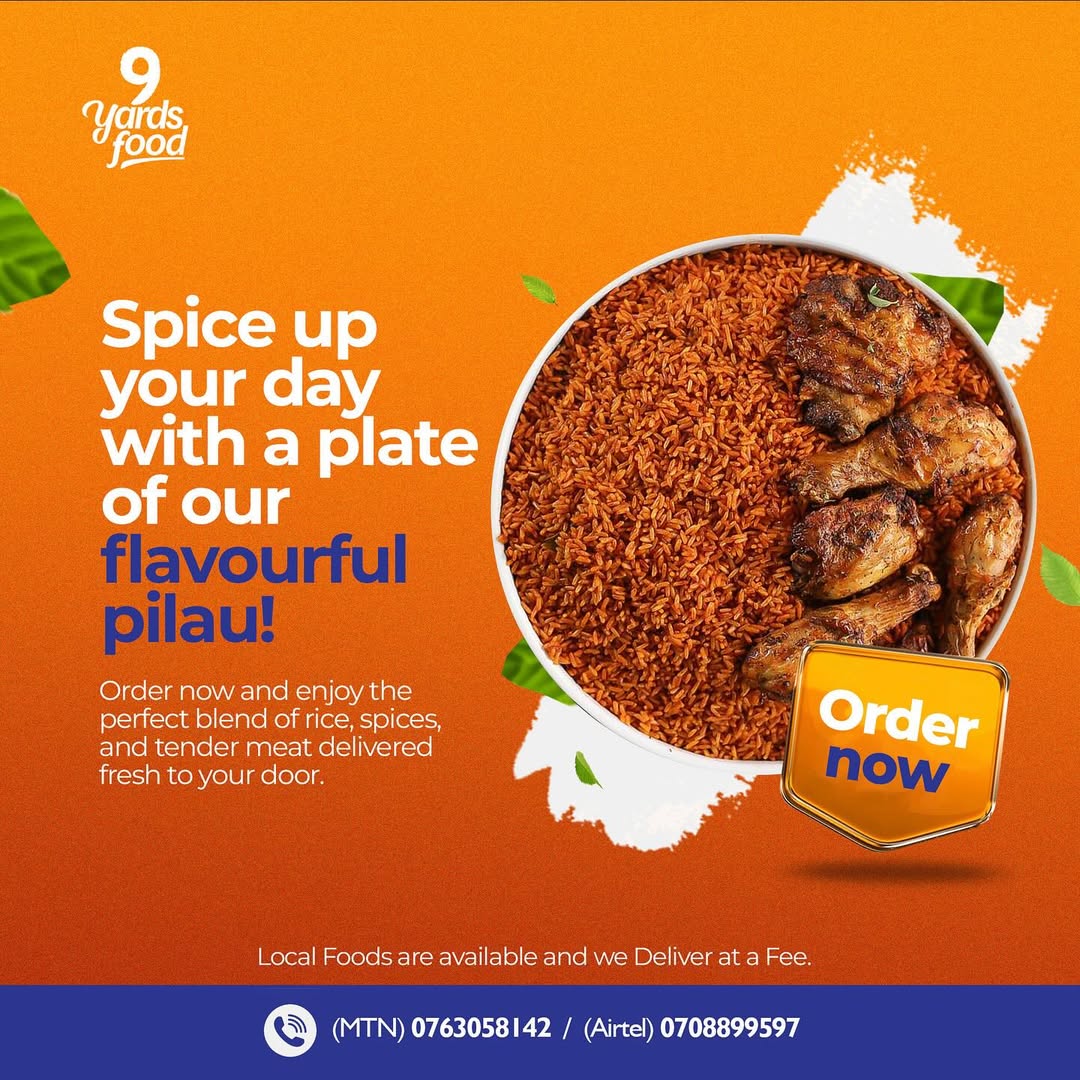 9
Yards
food
Spice up
your day
with a plate
of our
flavourful
pilau!
Order now and enjoy the
perfect blend of rice, spices,
and tender meat delivered
fresh to your door.
Order
now
Local Foods are available and we Deliver at a Fee.
(MTN) 0763058142 / (Airtel) 0708899597